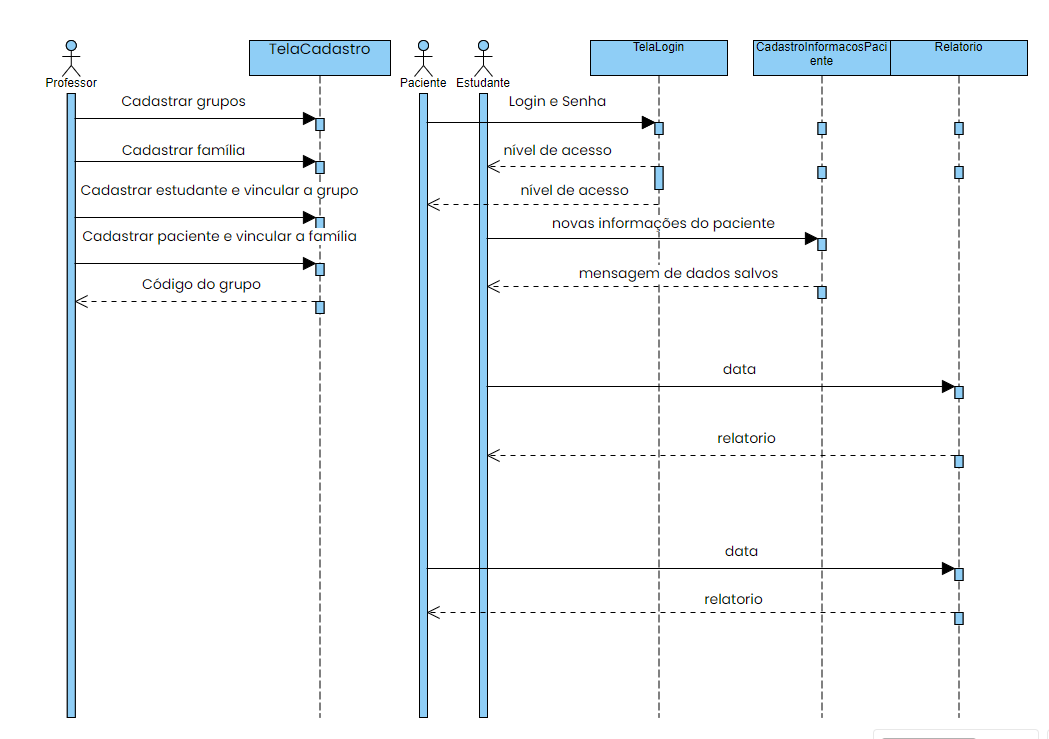 TelaCadastro
TelaLogin
CadastroInformacosPaci
ente
Relatorio
Professor
Paciente
Estudante
Cadastrar grupos
Login e Senha
Cadastrar família
nível de acesso
Cadastrar estudante e vincular a grupo
nível de acesso
novas informações do paciente
Cadastrar paciente e vincular a família
mensagem de dados salvos
Código do grupo
data
relatorio
data
relatorio